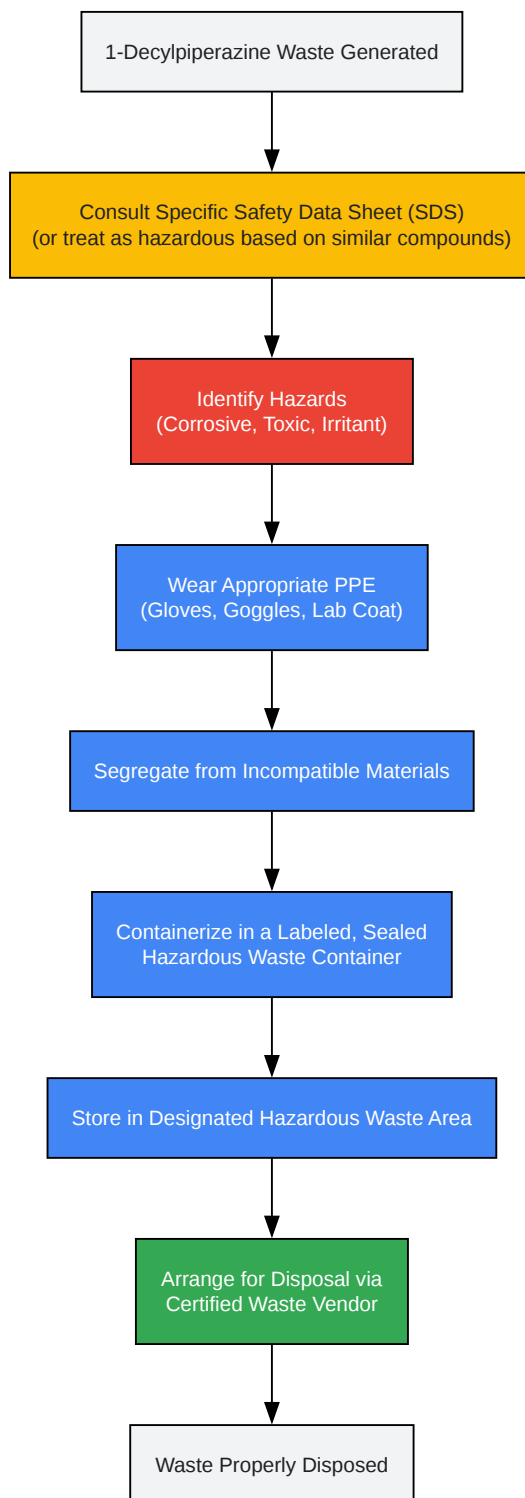 1-Decylpiperazine Waste Generated
Consult Specific Safety Data Sheet (SDS)
(or treat as hazardous based on similar compounds)
Identify Hazards
(Corrosive, Toxic, Irritant)
Wear Appropriate PPE
(Gloves, Goggles, Lab Coat)
Segregate from Incompatible Materials
Containerize in a Labeled, Sealed
Hazardous Waste Container
Store in Designated Hazardous Waste Area
Arrange for Disposal via
Certified Waste Vendor
Waste Properly Disposed